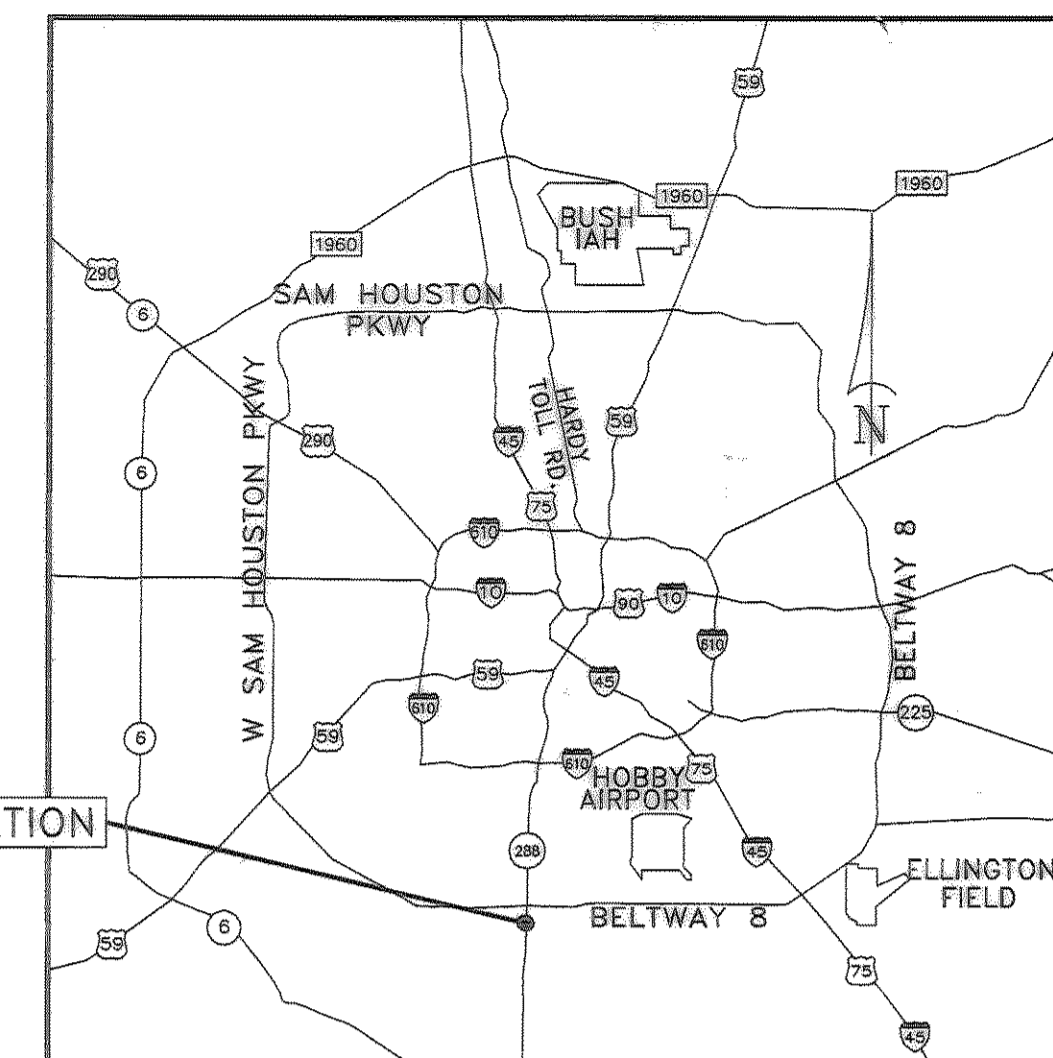 59
1960
1960
BUSH
IAH
1960
290
6
SAM HOUSTON
PKWY
HARDY
TOLL RD.
59
N
290
45
6
W SAM HOUSTON PKWY
75
610
BELTWAY 8
10
90
10
610
59
45
610
225
59
6
610
75
HOBBY
AIRPORT
TION
288
45
ELLINGTON
FIELD
BELTWAY 8
6
59
75
45